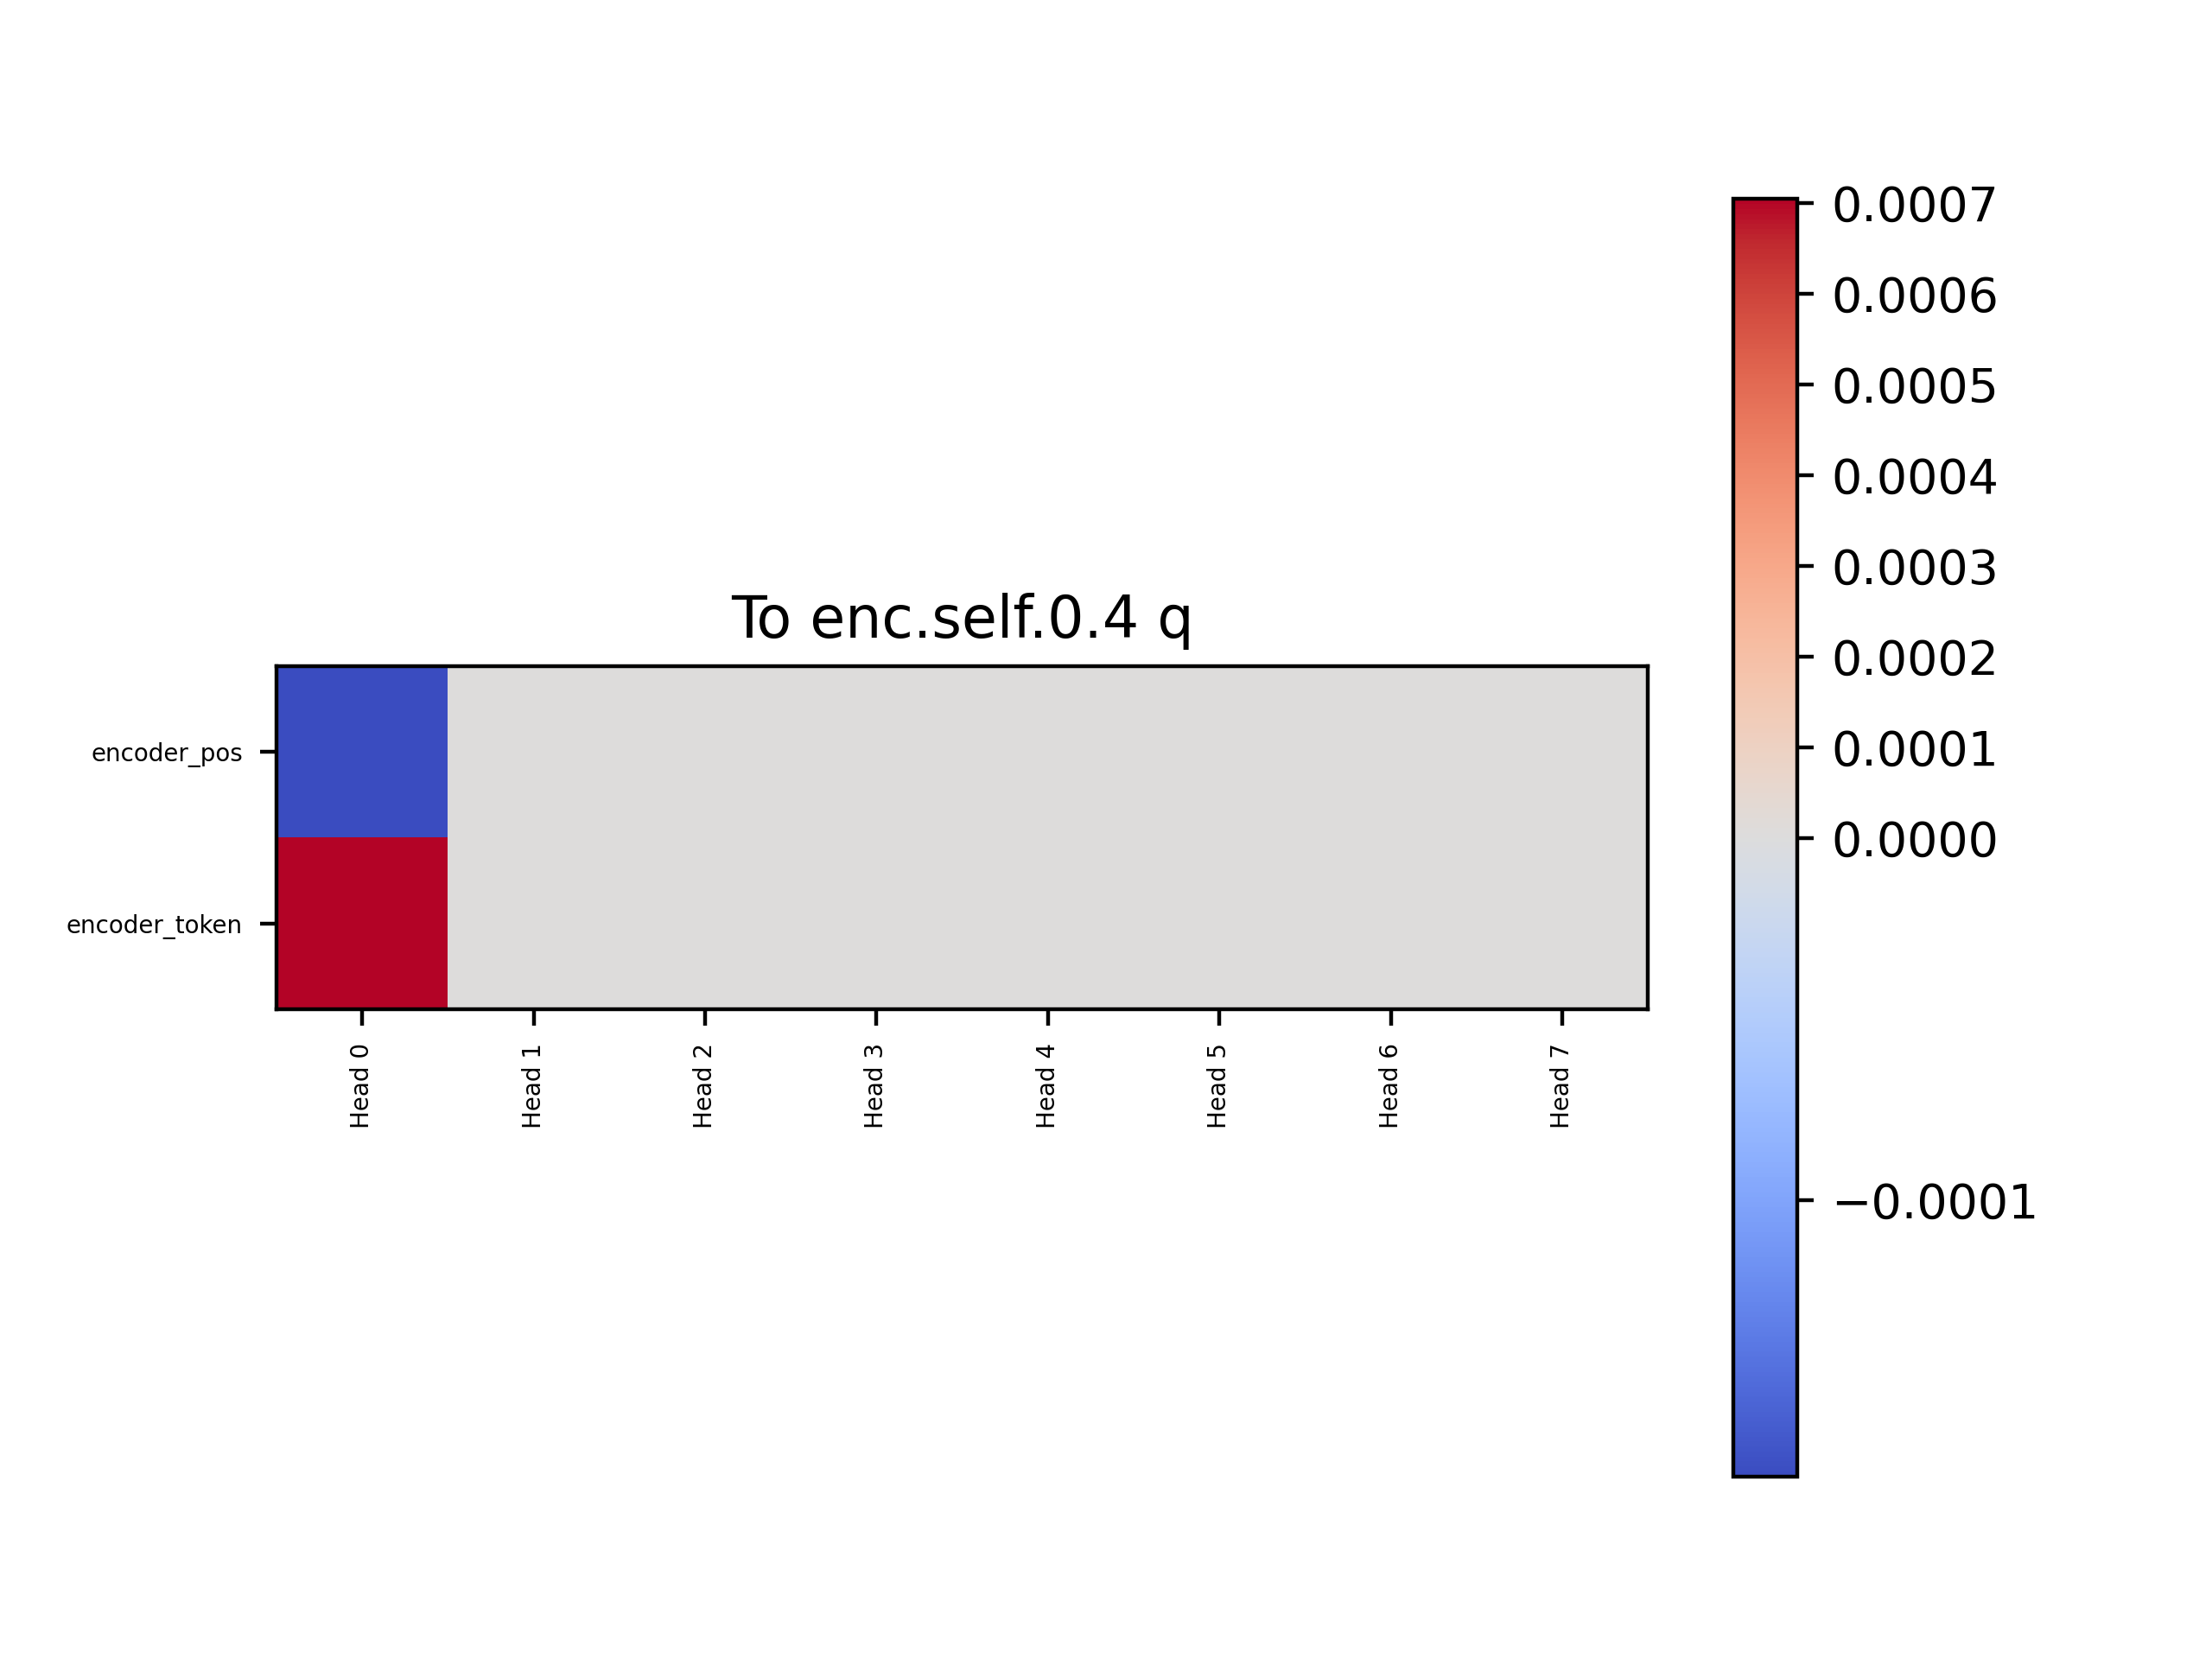 To enc.self.0.4 q
encoder_pos
encoder_token
Head 0
Head 1
Head 2
Head 3
Head 4
Head 5
Head 6
Head 7
0.0007
0.0006
0.0005
0.0004
0.0003
0.0002
0.0001
0.0000
−0.0001